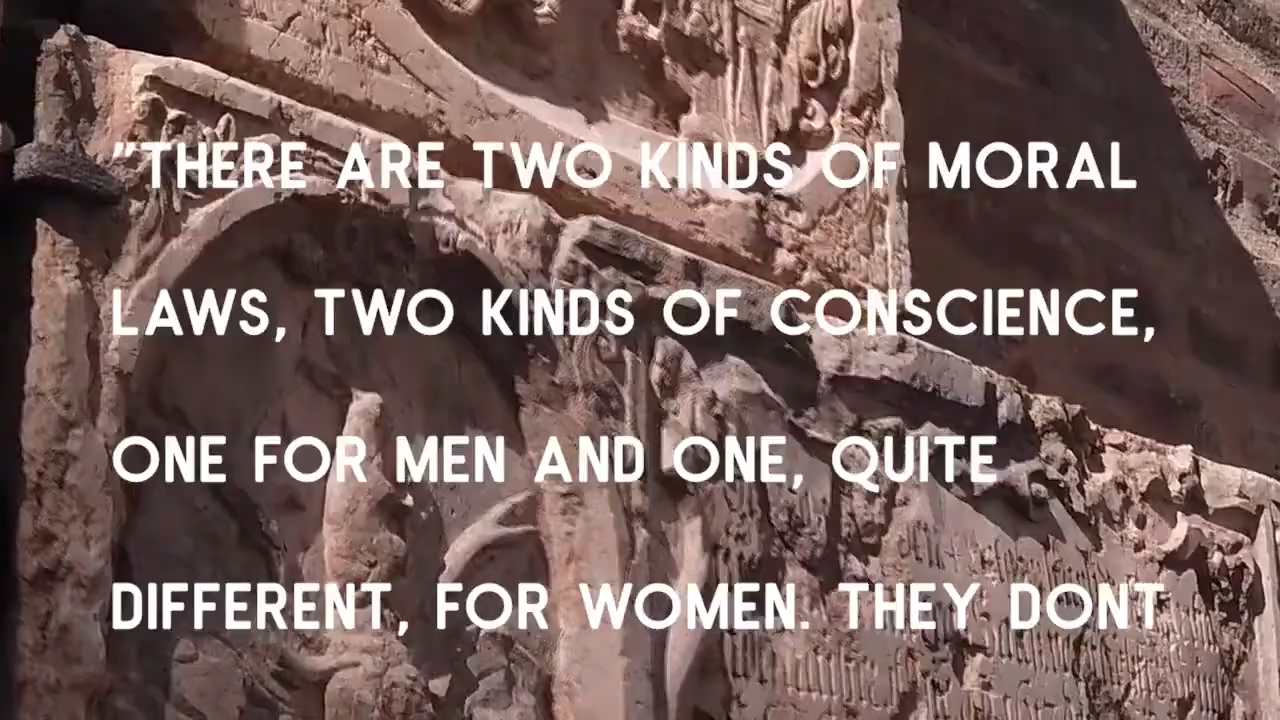 "THERE ARE TWO KINDS OF MORAL
LAWS, TWO KINDS OF CONSCIENCE,
ONE FOR MEN AND ONE, QUITE
DIFFERENT, FOR WOMEN. THEY DONT